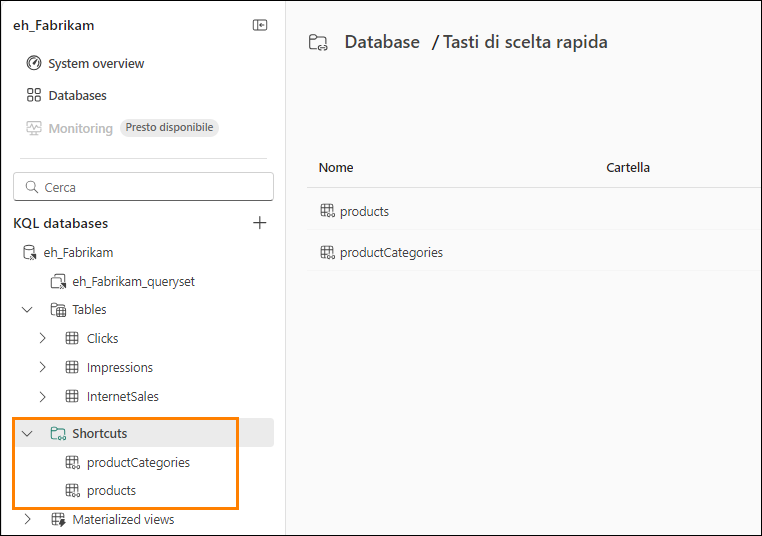 eh_Fabrikam
System overview
Databases
Monitoring Presto disponibile
Cerca
KQL databases
eh_Fabrikam
eh_Fabrikam_queryset
Tables
Clicks
Impressions
InternetSales
Shortcuts
productCategories
products
Materialized views
Database / Tasti di scelta rapida
Nome Cartella
products
productCategories